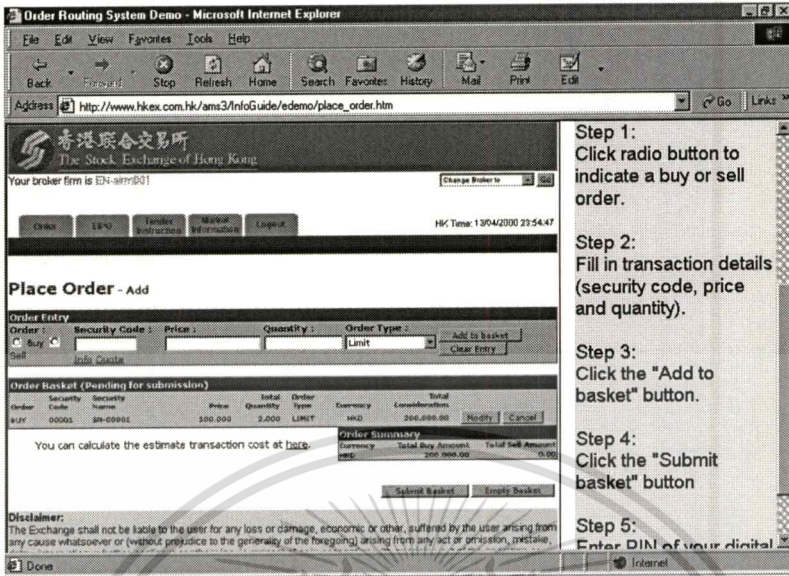 Order Routing System Demo - Microsoft Internet Explorer
File Edit View Favorites Tools Help
Back Forward Stop Refresh Home Search Favorites History Mail Print Edit
Address http://www.hkex.com.hk/ams3/InfoGuide/edemo/place_order.htm Go Links »
香港聯合交易所
The Stock Exchange of Hong Kong
Your broker firm is
Change Broker to Go
Order EIPO Tender Instruction Market Information Logout
HK Time: 13/04/2000 23:54:47
Place Order - Add
Order Entry
Order : Security Code : Price : Quantity : Order Type :
Buy Sell Limit Add to basket
Info Quote Clear Entry
Order Basket (Pending for submission)
Order Security Code Security Name Price Total Quantity Order Type Currency Total Consideration
BUY 00001 SN-00001 100.000 2,000 LIMIT HKD 200,000.00 Modify Cancel
You can calculate the estimate transaction cost at here.
Order Summary
Currency Total Buy Amount Total Sell Amount
HKD 200,000.00 0.00
Submit Basket Empty Basket
Disclaimer:
The Exchange shall not be liable to the user for any loss or damage, economic or other, suffered by the user arising from
any cause whatsoever or (without prejudice to the generality of the foregoing) arising from any act or omission, mistake,
Step 1:
Click radio button to
indicate a buy or sell
order.
Step 2:
Fill in transaction details
(security code, price
and quantity).
Step 3:
Click the "Add to
basket" button.
Step 4:
Click the "Submit
basket" button
Step 5:
Enter PIN of your digital
Done Internet